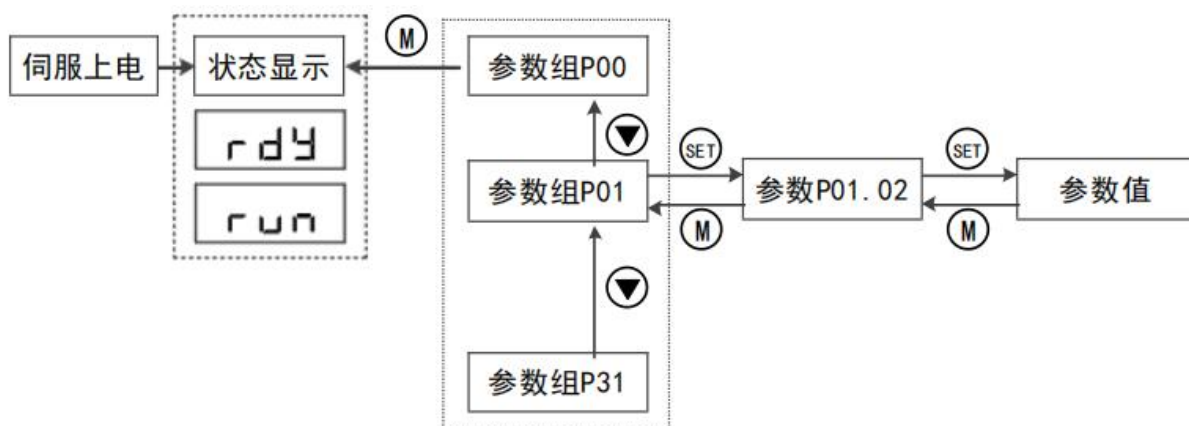 M
伺服上电
状态显示
参数组P00
rdy
SET
SET
run
参数组P01
参数P01.02
参数值
M
M
参数组P31